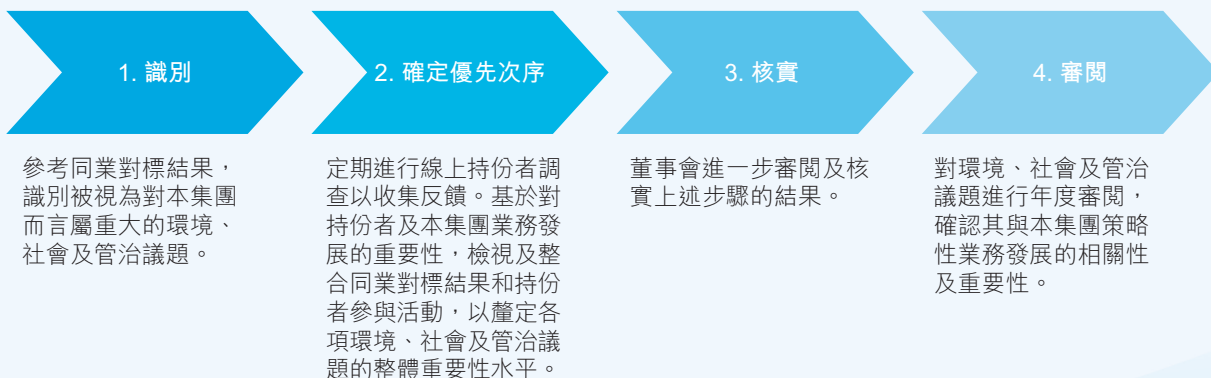 1. 識別
參考同業對標結果，
識別被視為對本集團
而言屬重大的環境、
社會及管治議題。
2. 確定優先次序
定期進行線上持份者調
查以收集反饋。基於對
持份者及本集團業務發
展的重要性，檢視及整
合同業對標結果和持份
者參與活動，以釐定各
項環境、社會及管治議
題的整體重要性水平。
3. 核實
董事會進一步審閱及核
實上述步驟的結果。
4. 審閱
對環境、社會及管治
議題進行年度審閱，
確認其與本集團策略
性業務發展的相關性
及重要性。